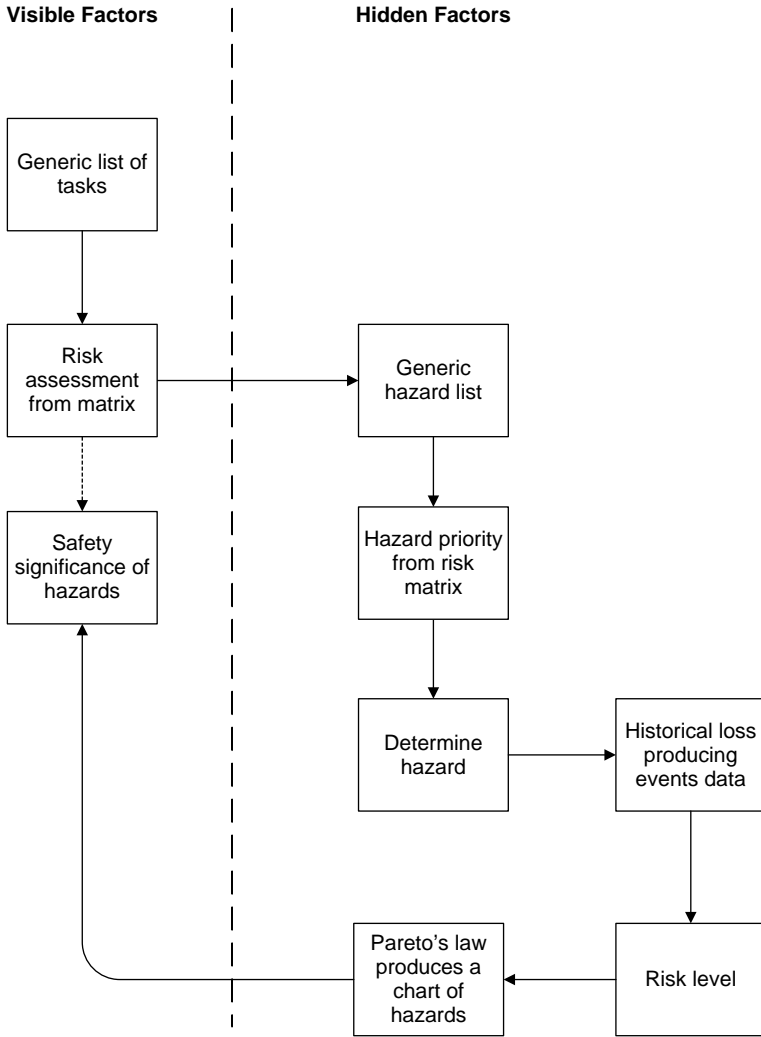 Visible Factors
Hidden Factors
Generic list of
tasks
Risk
assessment
from matrix
Generic
hazard list
Safety
significance of
hazards
Hazard priority
from risk
matrix
Determine
hazard
Historical loss
producing
events data
Pareto’s law
produces a
chart of
hazards
Risk level